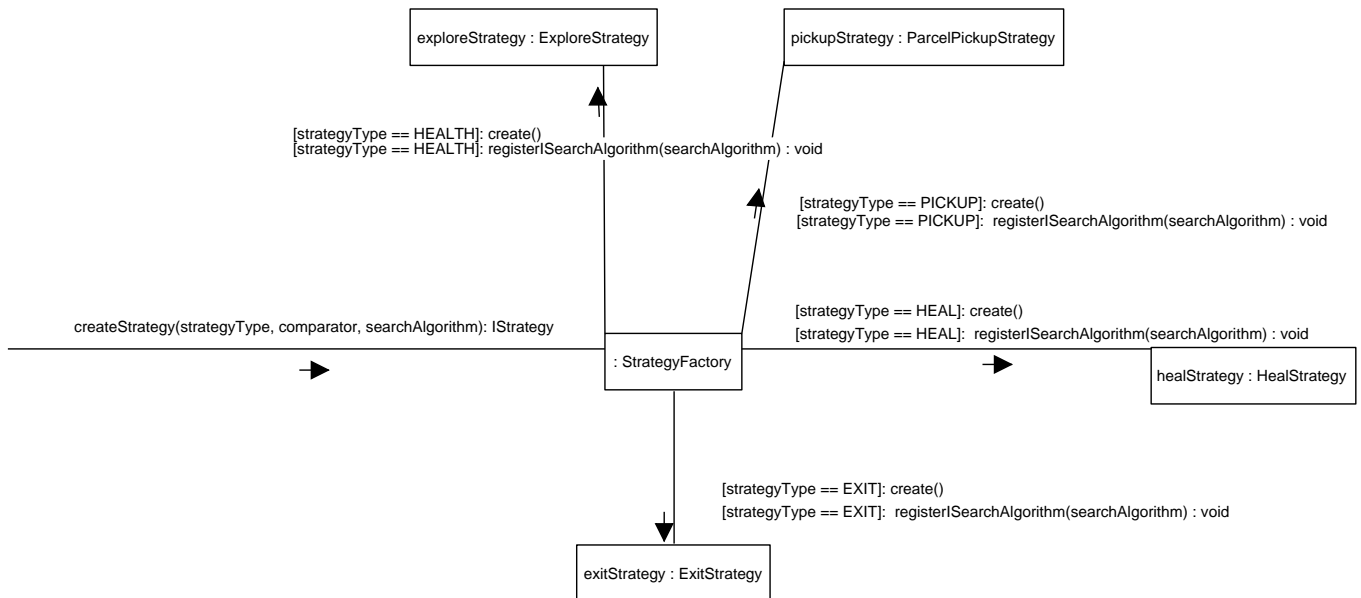 exploreStrategy : ExploreStrategy
pickupStrategy : ParcelPickupStrategy
[strategyType == HEALTH]: create()
[strategyType == HEALTH]: registerISearchAlgorithm(searchAlgorithm) : void
[strategyType == PICKUP]: create()
[strategyType == PICKUP]: registerISearchAlgorithm(searchAlgorithm) : void
createStrategy(strategyType, comparator, searchAlgorithm): IStrategy
[strategyType == HEAL]: create()
[strategyType == HEAL]: registerISearchAlgorithm(searchAlgorithm) : void
: StrategyFactory
healStrategy : HealStrategy
[strategyType == EXIT]: create()
[strategyType == EXIT]: registerISearchAlgorithm(searchAlgorithm) : void
exitStrategy : ExitStrategy